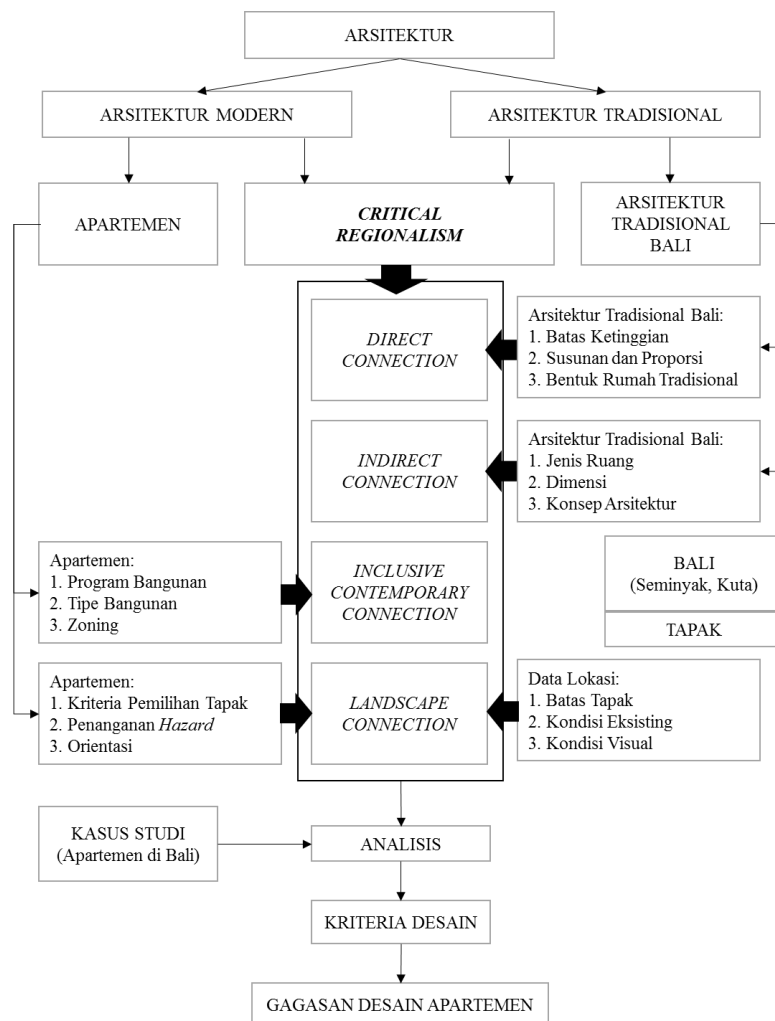 ARSITEKTUR
ARSITEKTUR MODERN
ARSITEKTUR TRADISIONAL
APARTEMEN
CRITICAL
REGIONALISM
ARSITEKTUR
TRADISIONAL
BALI
DIRECT
CONNECTION
Arsitektur Tradisional Bali:
1. Batas Ketinggian
2. Susunan dan Proporsi
3. Bentuk Rumah Tradisional
INDIRECT
CONNECTION
Arsitektur Tradisional Bali:
1. Jenis Ruang
2. Dimensi
3. Konsep Arsitektur
Apartemen:
1. Program Bangunan
2. Tipe Bangunan
3. Zoning
INCLUSIVE
CONTEMPORARY
CONNECTION
BALI
(Seminyak, Kuta)
TAPAK
Apartemen:
1. Kriteria Pemilihan Tapak
2. Penanganan Hazard
3. Orientasi
LANDSCAPE
CONNECTION
Data Lokasi:
1. Batas Tapak
2. Kondisi Eksisting
3. Kondisi Visual
KASUS STUDI
(Apartemen di Bali)
ANALISIS
KRITERIA DESAIN
GAGASAN DESAIN APARTEMEN